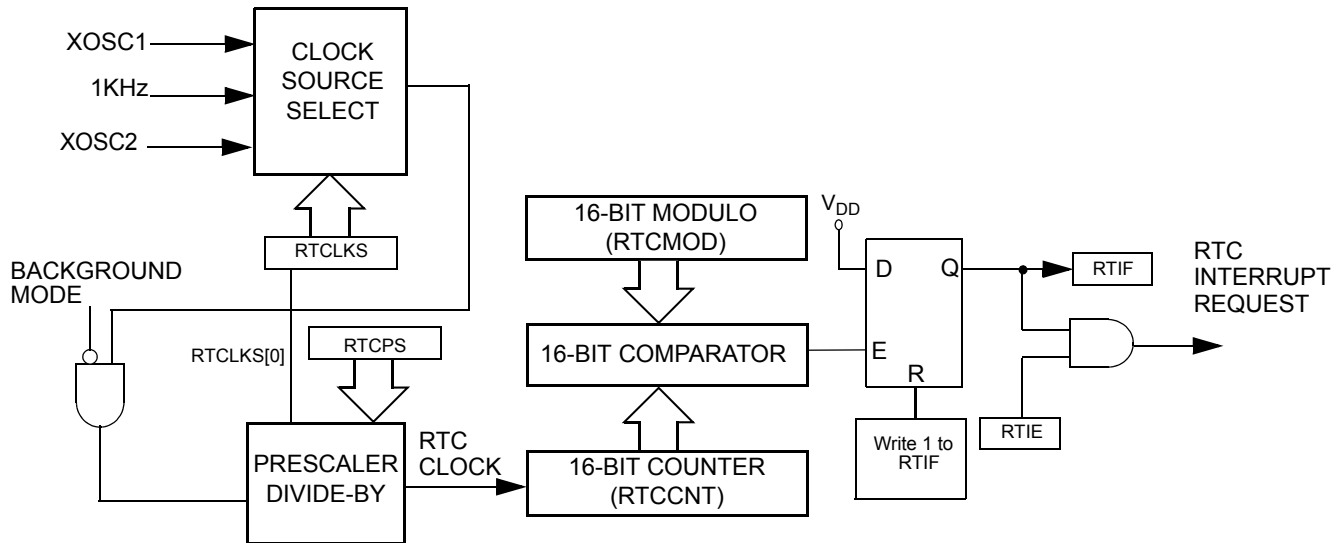 XOSC1
1KHz
XOSC2
CLOCK
SOURCE
SELECT
RTCLKS
BACKGROUND
MODE
RTCLKS[0]
RTCPS
PRESCALER
DIVIDE-BY
RTC
CLOCK
16-BIT MODULO
(RTCMOD)
16-BIT COMPARATOR
16-BIT COUNTER
(RTCCNT)
VDD
D
Q
E
R
Write 1 to
RTIF
RTIF
RTIE
RTC
INTERRUPT
REQUEST